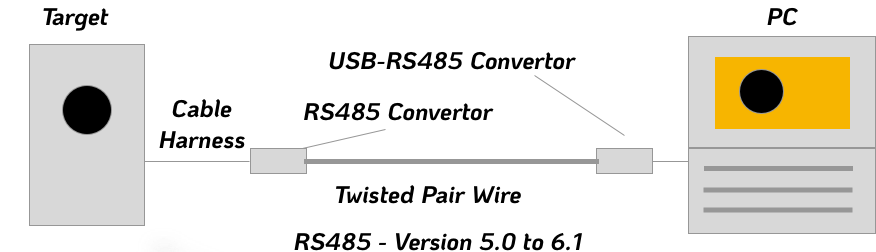 Target
PC
USB-RS485 Convertor
Cable
Harness
RS485 Convertor
Twisted Pair Wire
RS485 - Version 5.0 to 6.1